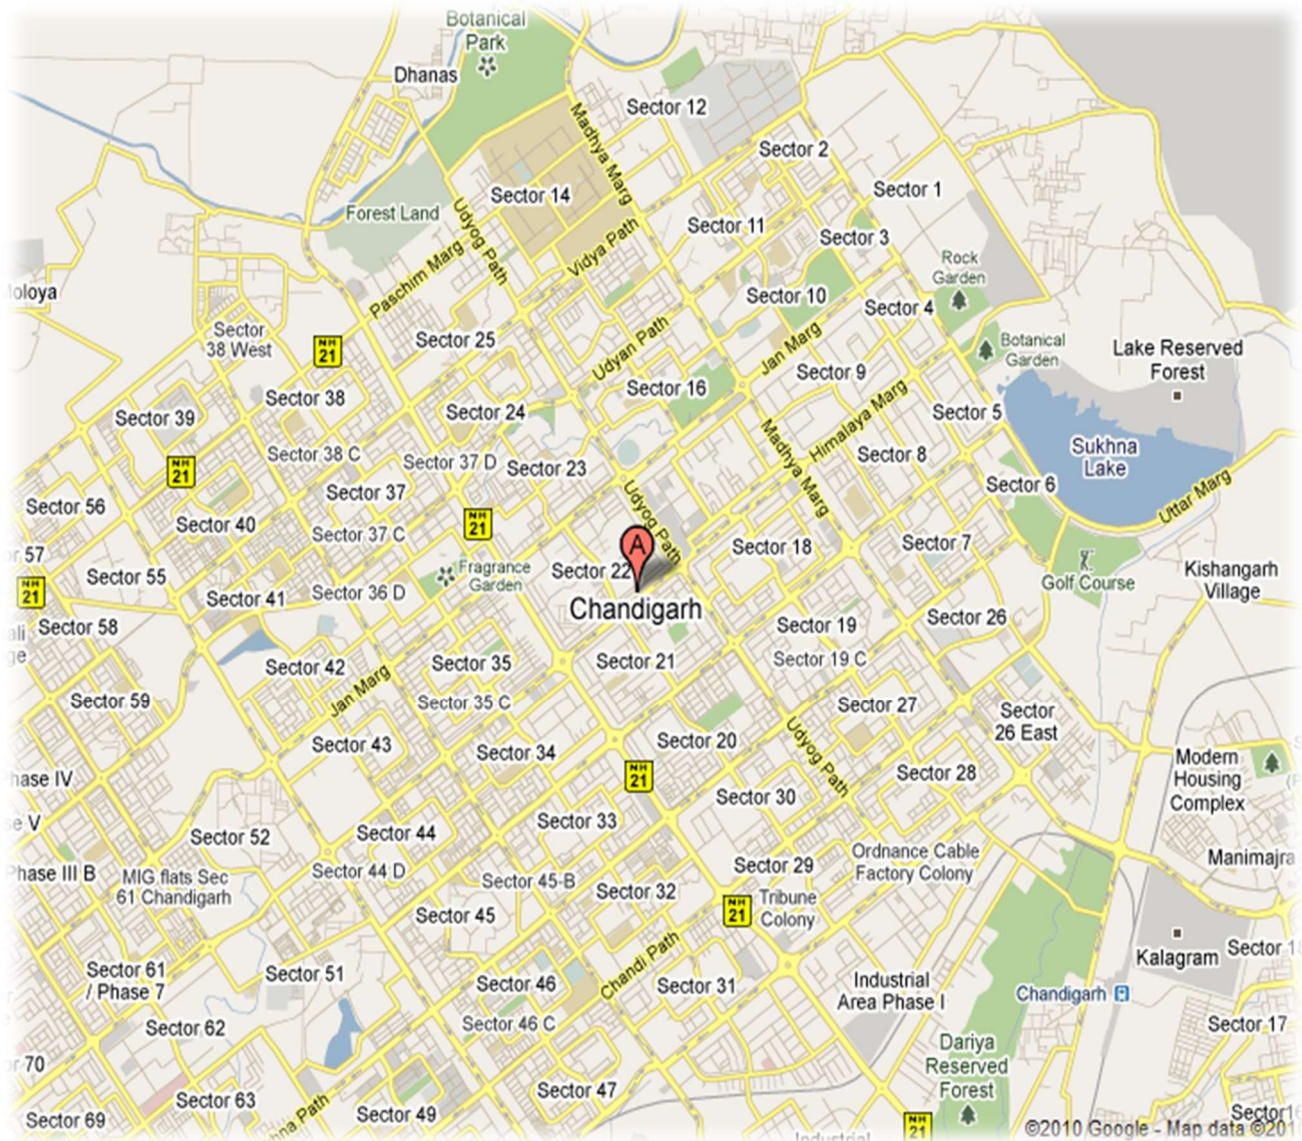 Botanical
Park
Dhanas
Sector 12
Madhya Marg
Sector 2
Sector 14
Sector 1
Forest Land
Udyog Path
Sector 11
Sector 3
Vidya Path
Paschim Marg
Rock
Garden
Sector 10
Sector 4
Sector
38 West
NH
21
Sector 25
Udyan Path
Jan Marg
Botanical
Garden
Lake Reserved
Forest
Sector 9
Sector 16
Sector 38
Himalaya Marg
Sector 39
Sector 24
Sector 5
Madhya Marg
Sukhna
Lake
Sector 38 C
Sector 37 D
Sector 23
Sector 8
NH
21
Sector 6
Uttar Marg
Sector 37
Udyog Path
Sector 56
Sector 40
NH
21
Sector 37 C
A
Sector 18
Sector 7
Sector 55
Fragrance
Garden
Sector 22
Golf Course
Kishangarh
Village
NH
21
Sector 41
Sector 36 D
Chandigarh
Sector 26
Sector 58
Sector 19
Sector 42
Sector 35
Sector 21
Sector 19 C
Jan Marg
Sector 59
Sector 35 C
Sector 27
Sector
26 East
Sector 43
Sector 34
Sector 20
Udyog Path
Modern
Housing
Complex
Phase IV
NH
21
Sector 28
Sector 30
Sector 33
Sector 52
Sector 44
Ordnance Cable
Factory Colony
Manimajra
Phase III B
MIG flats Sec
61 Chandigarh
Sector 44 D
Sector 45-B
Sector 29
Sector 32
Tribune
Colony
NH
21
Sector 45
Kalagram
Chandi Path
Sector 61
/ Phase 7
Sector 51
Sector 46
Sector 31
Industrial
Area Phase I
Chandigarh
Sector 62
Sector 46 C
Sector 17
Dariya
Reserved
Forest
Sector 47
Sector 63
Sector 49
Sector 69
NH
21
Industrial
©2010 Google - Map data ©201